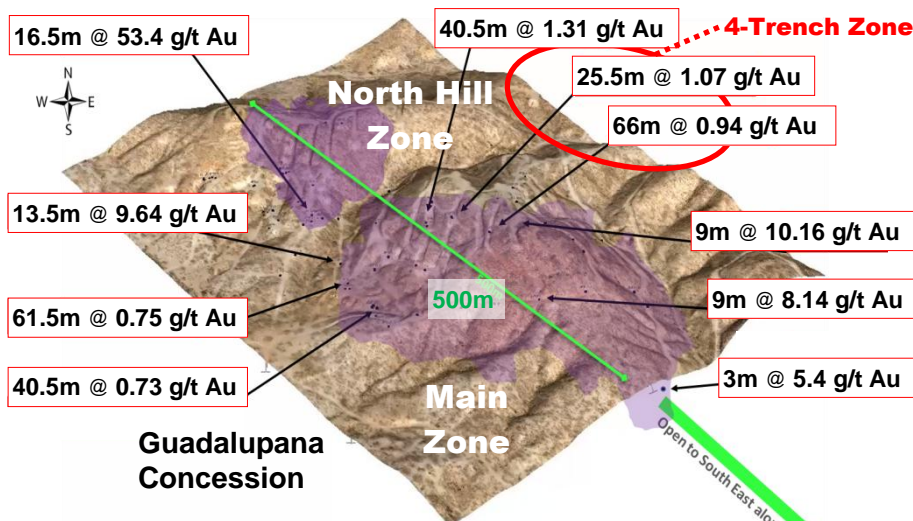 16.5m @ 53.4 g/t Au
40.5m @ 1.31 g/t Au
4-Trench Zone
25.5m @ 1.07 g/t Au
66m @ 0.94 g/t Au
N
W
E
S
North Hill
Zone
13.5m @ 9.64 g/t Au
9m @ 10.16 g/t Au
61.5m @ 0.75 g/t Au
500m
9m @ 8.14 g/t Au
40.5m @ 0.73 g/t Au
3m @ 5.4 g/t Au
Main
Zone
Guadalupana
Concession
Open to South East